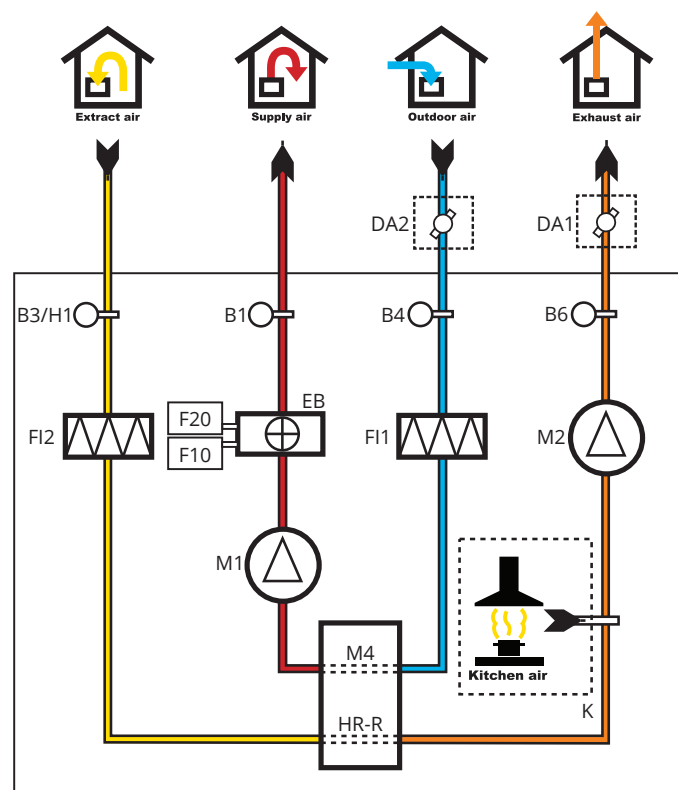 Extract air
Supply air
Outdoor air
Exhaust air
DA2
DA1
B3/H1
B1
B4
B6
EB
F20
F10
FI2
FI1
M2
M1
M4
Kitchen air
K
HR-R